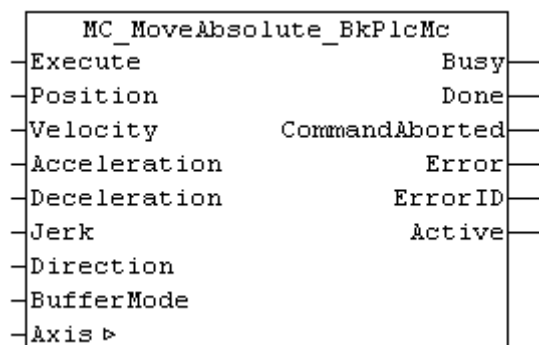 MC_MoveAbsolute_BkPlcMc
Execute Busy
Position Done
Velocity CommandAborted
Acceleration Error
Deceleration ErrorID
Jerk Active
Direction
BufferMode
Axis ▷